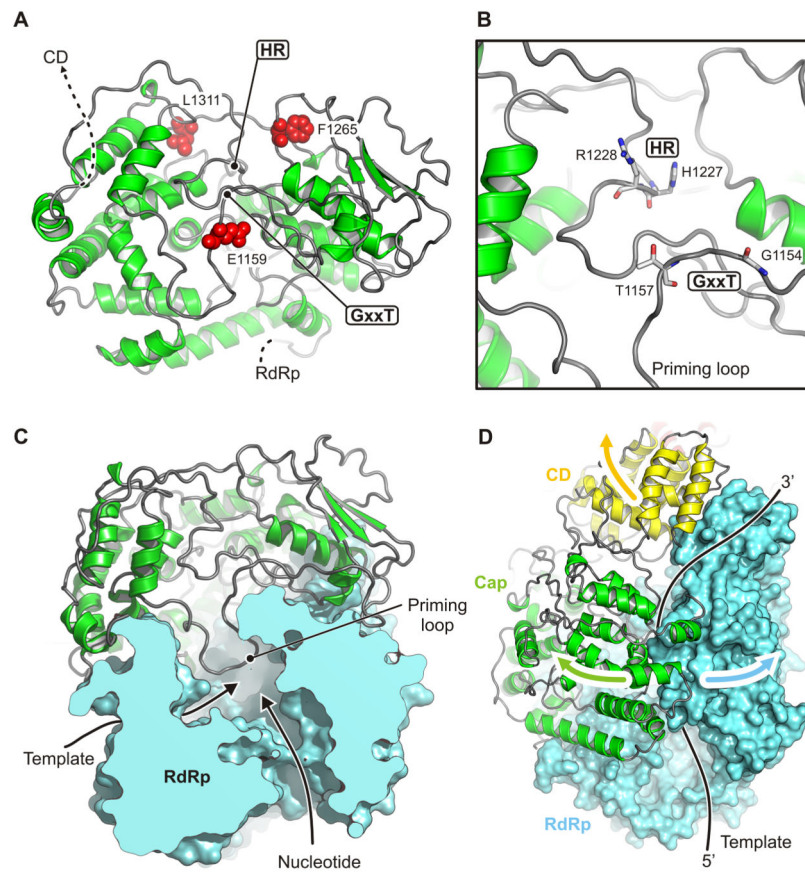 A
CD
HR
L1311
F1265
E1159
GxxT
RdRp
B
R1228
HR
H1227
G1154
T1157
GxxT
Priming loop
C
Priming
loop
Template
RdRp
Nucleotide
D
CD
3’
Cap
RdRp
Template
5’